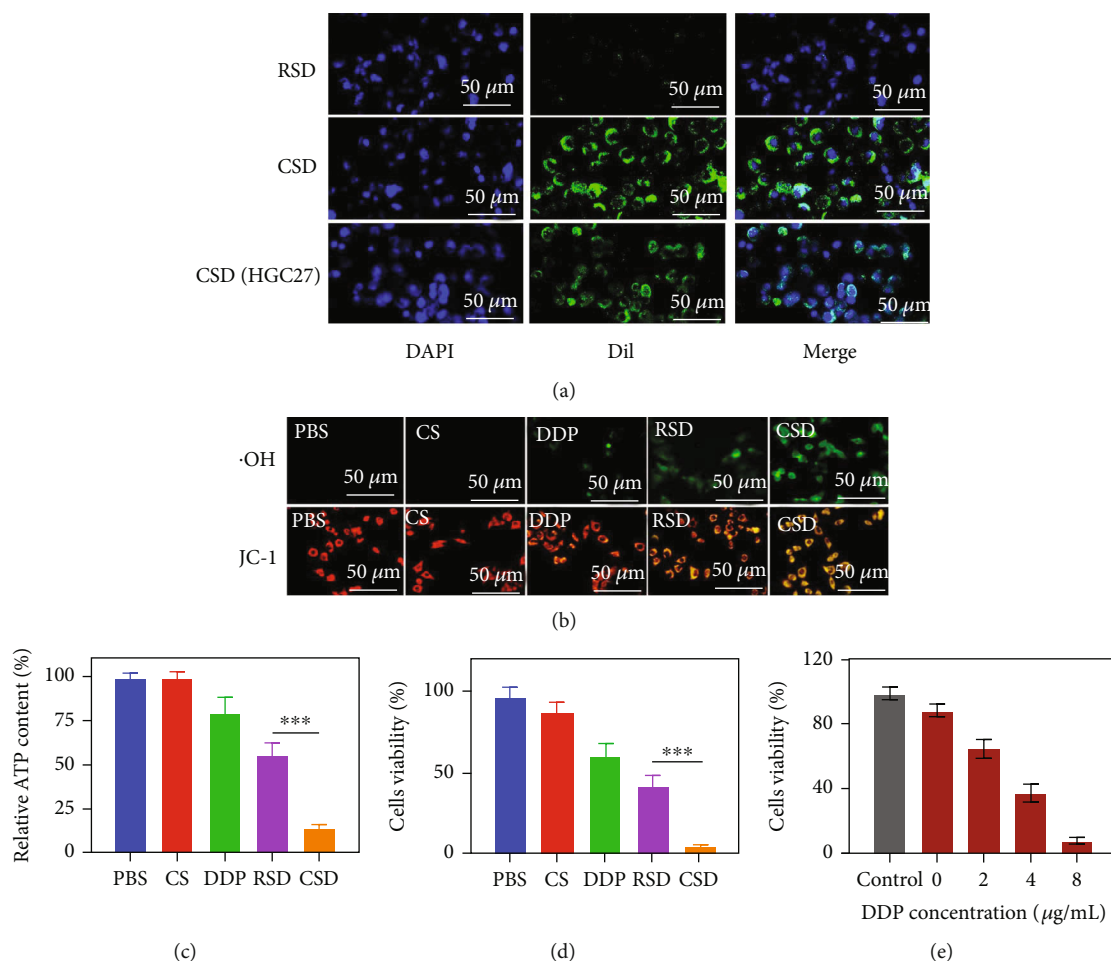 RSD
50 μm
50 μm
50 μm
CSD
50 μm
50 μm
50 μm
CSD (HGC27)
50 μm
50 μm
50 μm
DAPI
Dil
Merge
(a)
·OH
PBS
CS
DDP
RSD
CSD
50 μm
50 μm
50 μm
50 μm
50 μm
JC-1
PBS
CS
DDP
RSD
CSD
50 μm
50 μm
50 μm
50 μm
50 μm
(b)
Relative ATP content (%)
100
75
50
25
0
***
PBS CS DDP RSD CSD
(c)
Cells viability (%)
100
50
0
***
PBS CS DDP RSD CSD
(d)
Cells viability (%)
120
80
40
0
Control 0 2 4 8
DDP concentration (μg/mL)
(e)